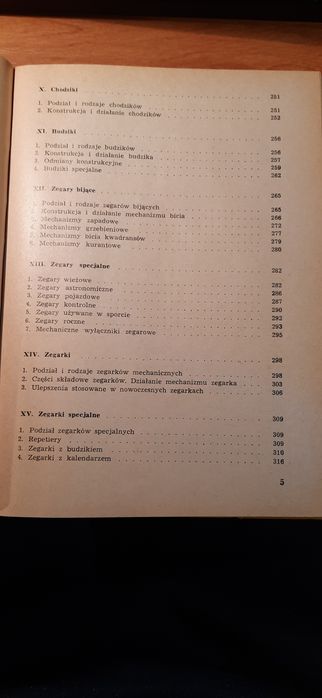 X. Chodziki . . . . . . . . . . 251
1. Podział i rodzaje chodzików . . . . . . . . . . 251
2. Konstrukcja i działanie chodzików . . . . . . . . . . 252
XI. Budziki . . . . . . . . . . 256
1. Podział i rodzaje budzików . . . . . . . . . . 256
2. Konstrukcja i działanie budzika . . . . . . . . . . 257
3. Odmiany konstrukcyjne . . . . . . . . . . 259
4. Budziki specjalne . . . . . . . . . . 262
XII. Zegary bijące . . . . . . . . . . 265
1. Podział i rodzaje zegarów bijących . . . . . . . . . . 265
2. Konstrukcja i działanie mechanizmu bicia . . . . . . . . . . 266
3. Mechanizmy zapadowe . . . . . . . . . . 272
4. Mechanizmy grzebieniowe . . . . . . . . . . 277
5. Mechanizmy bicia kwadransów . . . . . . . . . . 279
6. Mechanizmy kurantowe . . . . . . . . . . 280
XIII. Zegary specjalne . . . . . . . . . . 282
1. Zegary wieżowe . . . . . . . . . . 282
2. Zegary astronomiczne . . . . . . . . . . 286
3. Zegary pojazdowe . . . . . . . . . . 287
4. Zegary kontrolne . . . . . . . . . . 290
5. Zegary używane w sporcie . . . . . . . . . . 292
6. Zegary roczne . . . . . . . . . . 293
7. Mechaniczne wyłączniki zegarowe . . . . . . . . . . 295
XIV. Zegarki . . . . . . . . . . 298
1. Podział i rodzaje zegarków mechanicznych . . . . . . . . . . 298
2. Części składowe zegarków. Działanie mechanizmu zegarka . . . . 303
3. Ulepszenia stosowane w nowoczesnych zegarkach . . . . . . . . 306
XV. Zegarki specjalne . . . . . . . . . . 309
1. Podział zegarków specjalnych . . . . . . . . . . 309
2. Repetiery . . . . . . . . . . 309
3. Zegarki z budzikiem . . . . . . . . . . 310
4. Zegarki z kalendarzem . . . . . . . . . . 316
5